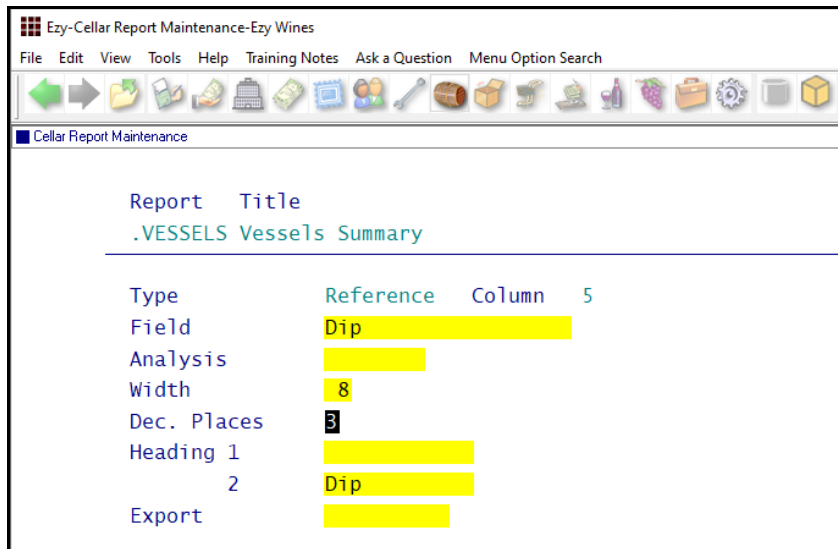 Ezy-Cellar Report Maintenance-Ezy Wines
File Edit View Tools Help Training Notes Ask a Question Menu Option Search
Cellar Report Maintenance
Report Title
.VESSELS Vessels Summary
Type Reference Column 5
Field Dip
Analysis
Width 8
Dec. Places 3
Heading 1
2 Dip
Export